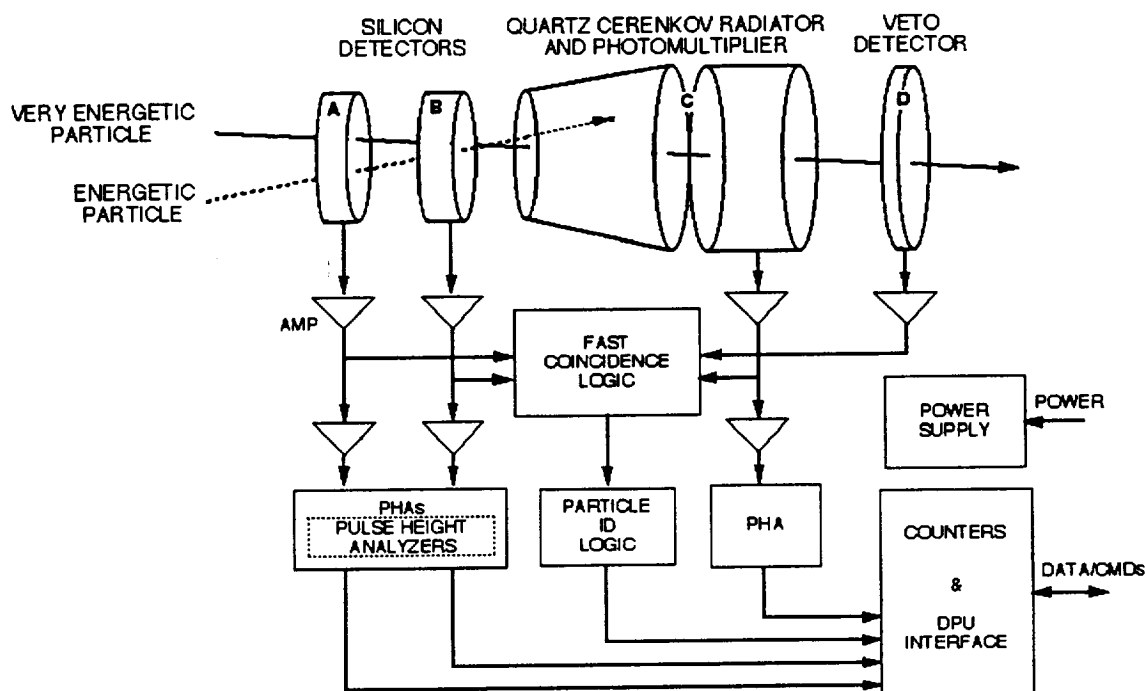 SILICON
DETECTORS
QUARTZ CERENKOV RADIATOR
AND PHOTOMULTIPLIER
VETO
DETECTOR
VERY ENERGETIC
PARTICLE
ENERGETIC
PARTICLE
A
B
C
D
AMP
FAST
COINCIDENCE
LOGIC
POWER
SUPPLY
POWER
PHAs
PULSE HEIGHT
ANALYZERS
PARTICLE
ID
LOGIC
PHA
COUNTERS
&
DPU
INTERFACE
DATA/CMDs